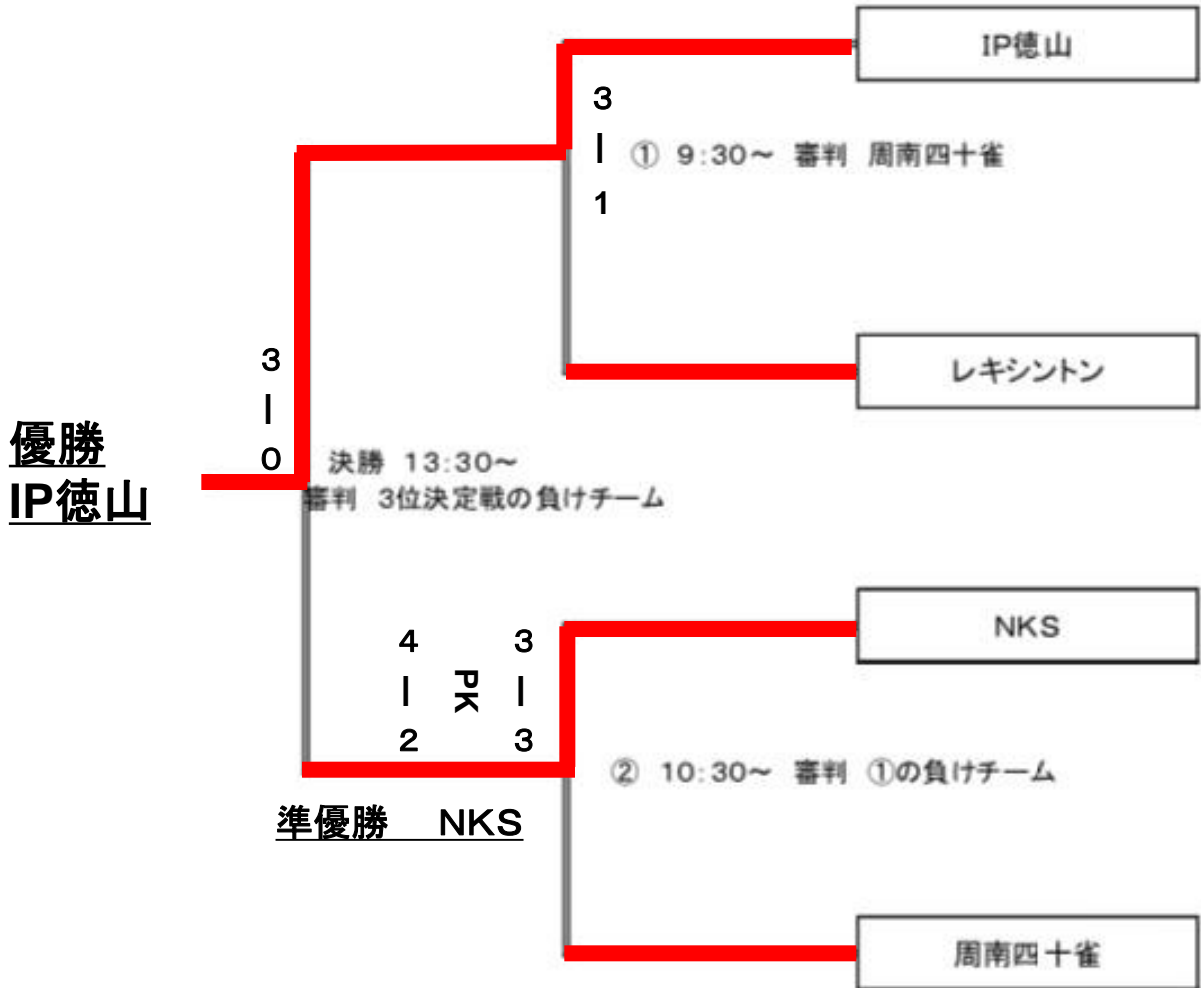 IP徳山
3
|
1
① 9:30～ 審判 周南四十雀
レキシントン
3
|
0
優勝
IP徳山
決勝 13:30～
審判 3位決定戦の負けチーム
NKS
4
|
2
PK
3
|
3
② 10:30～ 審判 ①の負けチーム
準優勝 NKS
周南四十雀